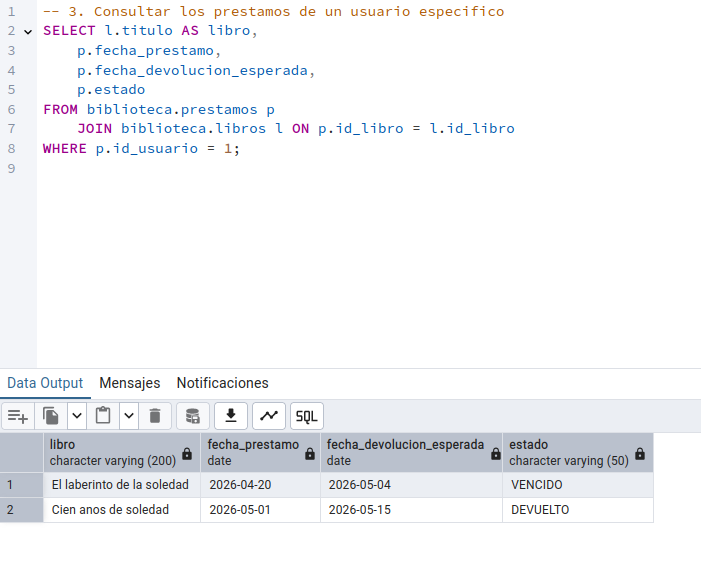 1 -- 3. Consultar los prestamos de un usuario especifico
2 SELECT l.titulo AS libro,
3 p.fecha_prestamo,
4 p.fecha_devolucion_esperada,
5 p.estado
6 FROM biblioteca.prestamos p
7 JOIN biblioteca.libros l ON p.id_libro = l.id_libro
8 WHERE p.id_usuario = 1;
9
Data Output Mensajes Notificaciones
SQL
libro fecha_prestamo fecha_devolucion_esperada estado
character varying (200) date date character varying (50)
1 El laberinto de la soledad 2026-04-20 2026-05-04 VENCIDO
2 Cien anos de soledad 2026-05-01 2026-05-15 DEVUELTO